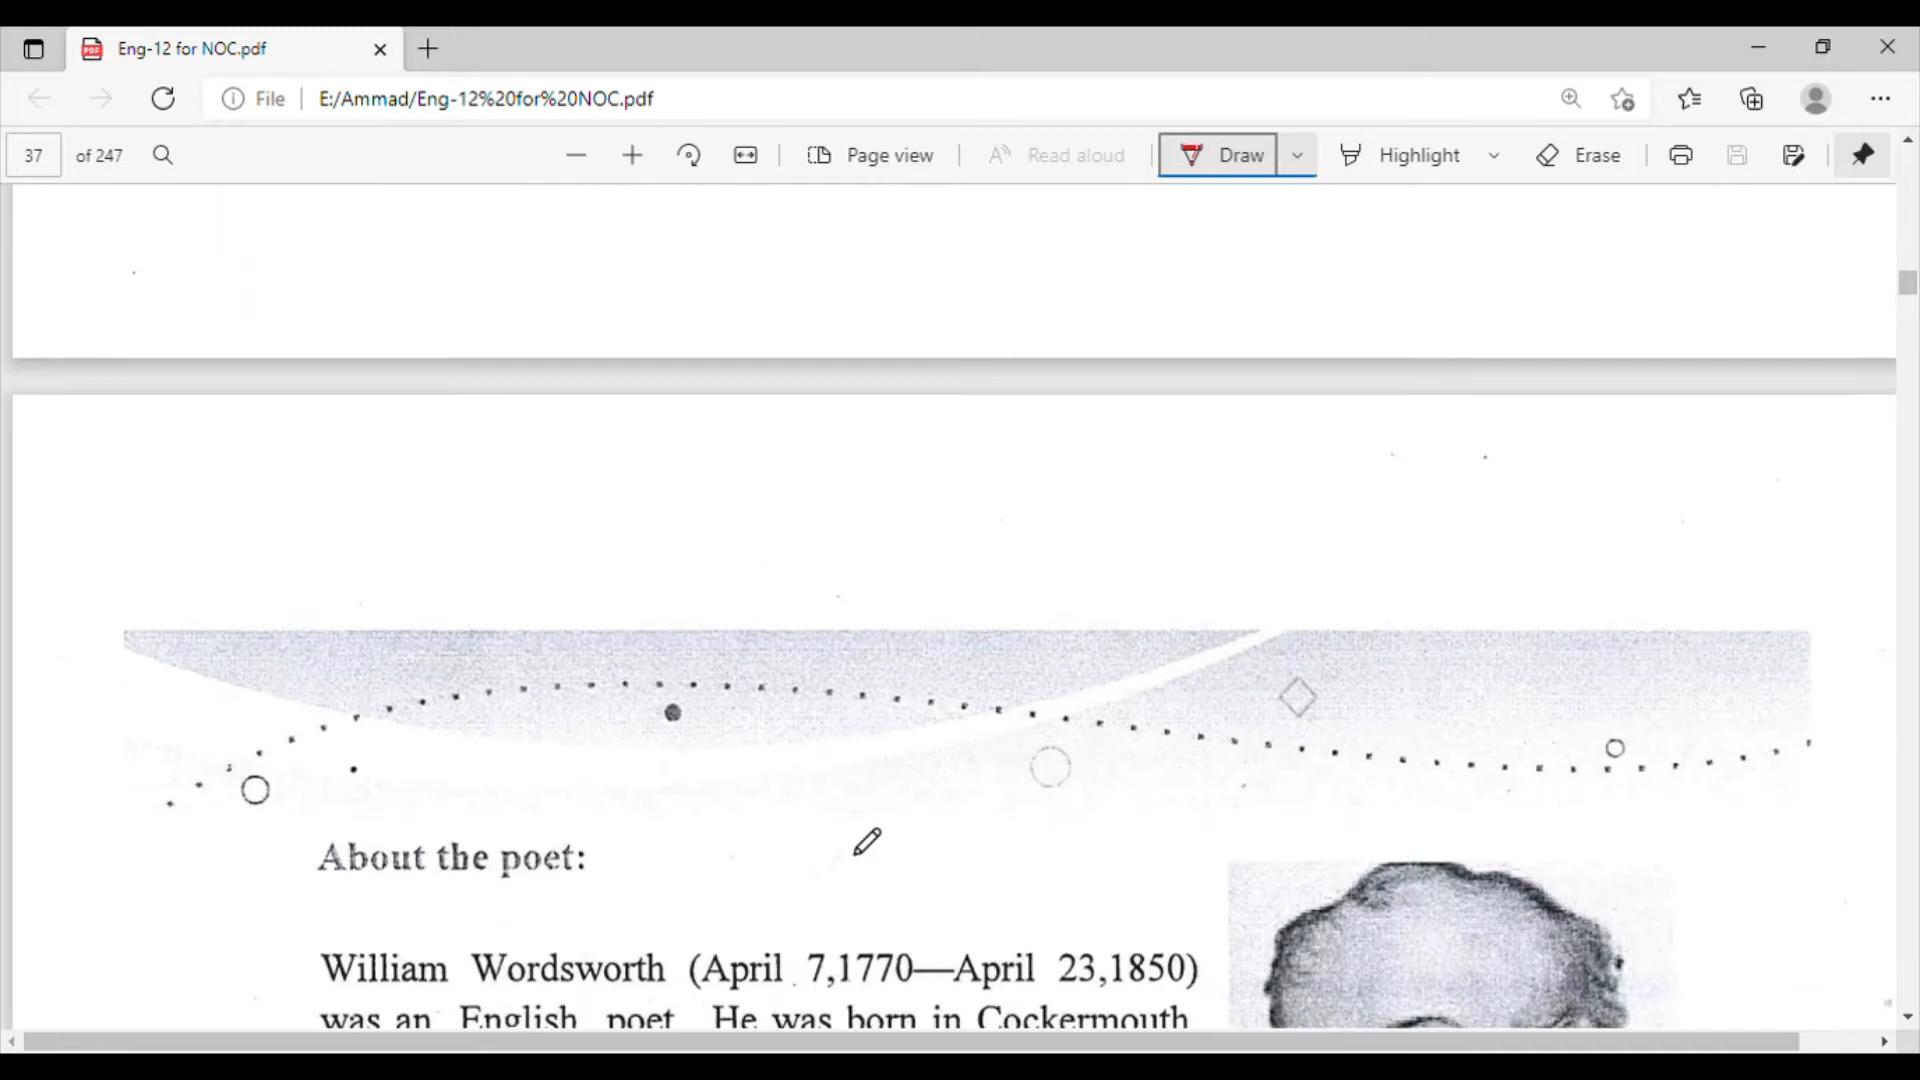 Eng-12 for NOC.pdf
File E:/Ammad/Eng-12%20for%20NOC.pdf
37 of 247 Page view Read aloud Draw Highlight Erase
About the poet:
William Wordsworth (April 7,1770—April 23,1850)
was an English poet He was born in Cockermouth